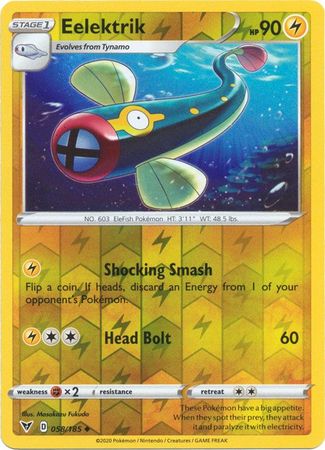 STAGE 1
Eelektrik
HP 90
Evolves from Tynamo
NO. 603 EleFish Pokémon HT: 3'11" WT: 48.5 lbs.
Shocking Smash
Flip a coin. If heads, discard an Energy from 1 of your
opponent's Pokémon.
Head Bolt 60
weakness ×2 resistance retreat
Illus. Masakazu Fukuda
D 058/185
These Pokémon have a big appetite.
When they spot their prey, they attack
it and paralyze it with electricity.
©2020 Pokémon / Nintendo / Creatures / GAME FREAK